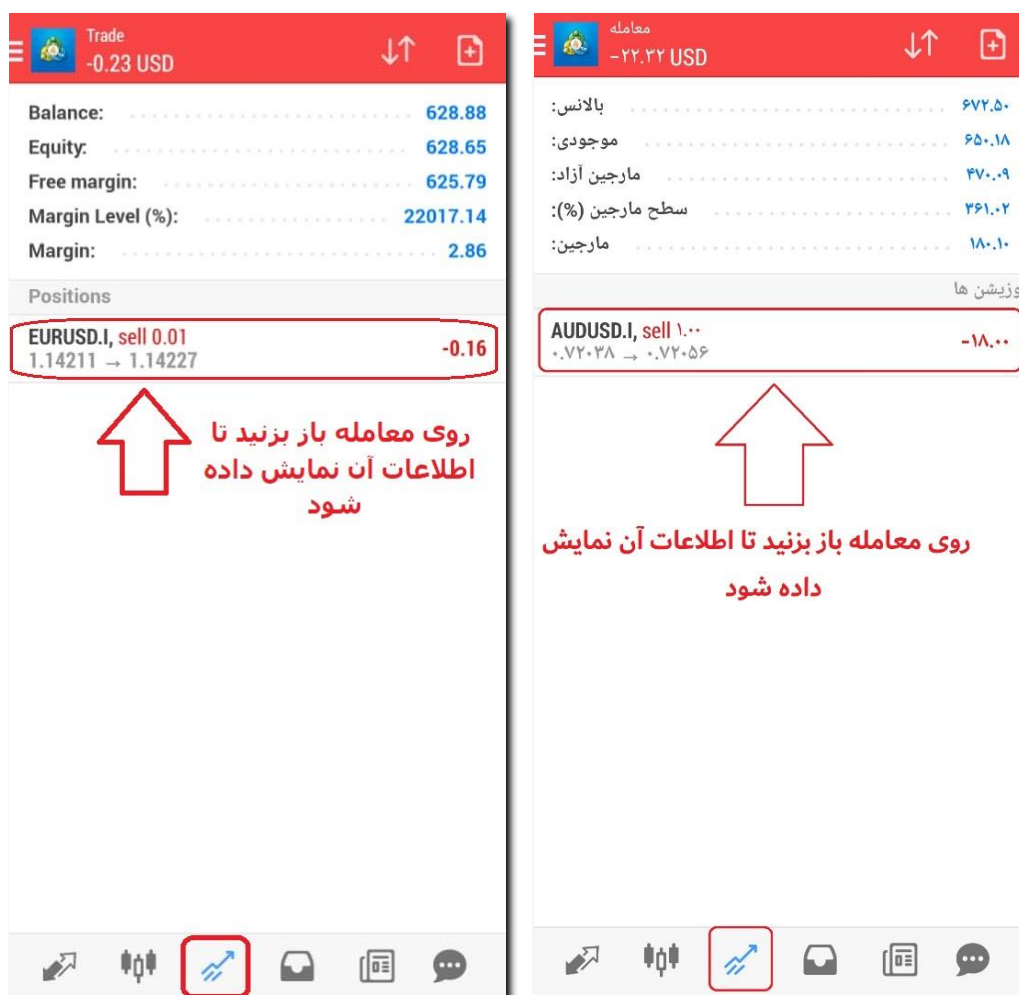 Trade
-0.23 USD
Balance: 628.88
Equity: 628.65
Free margin: 625.79
Margin Level (%): 22017.14
Margin: 2.86
Positions
EURUSD.I, sell 0.01
1.14211 → 1.14227
-0.16
روی معامله باز بزنید تا
اطلاعات آن نمایش داده
شود
معامله
-۲۲.۳۲ USD
بالانس: ۶۷۲.۵۰
موجودی: ۶۵۰.۱۸
مارجین آزاد: ۴۷۰.۰۹
سطح مارجین (%): ۳۶۱.۰۲
مارجین: ۱۸۰.۱۰
وزیشن ها
AUDUSD.I, sell ۱.۰۰
۰.۷۲۰۳۸ → ۰.۷۲۰۵۶
-۱۸.۰۰
روی معامله باز بزنید تا اطلاعات آن نمایش
داده شود